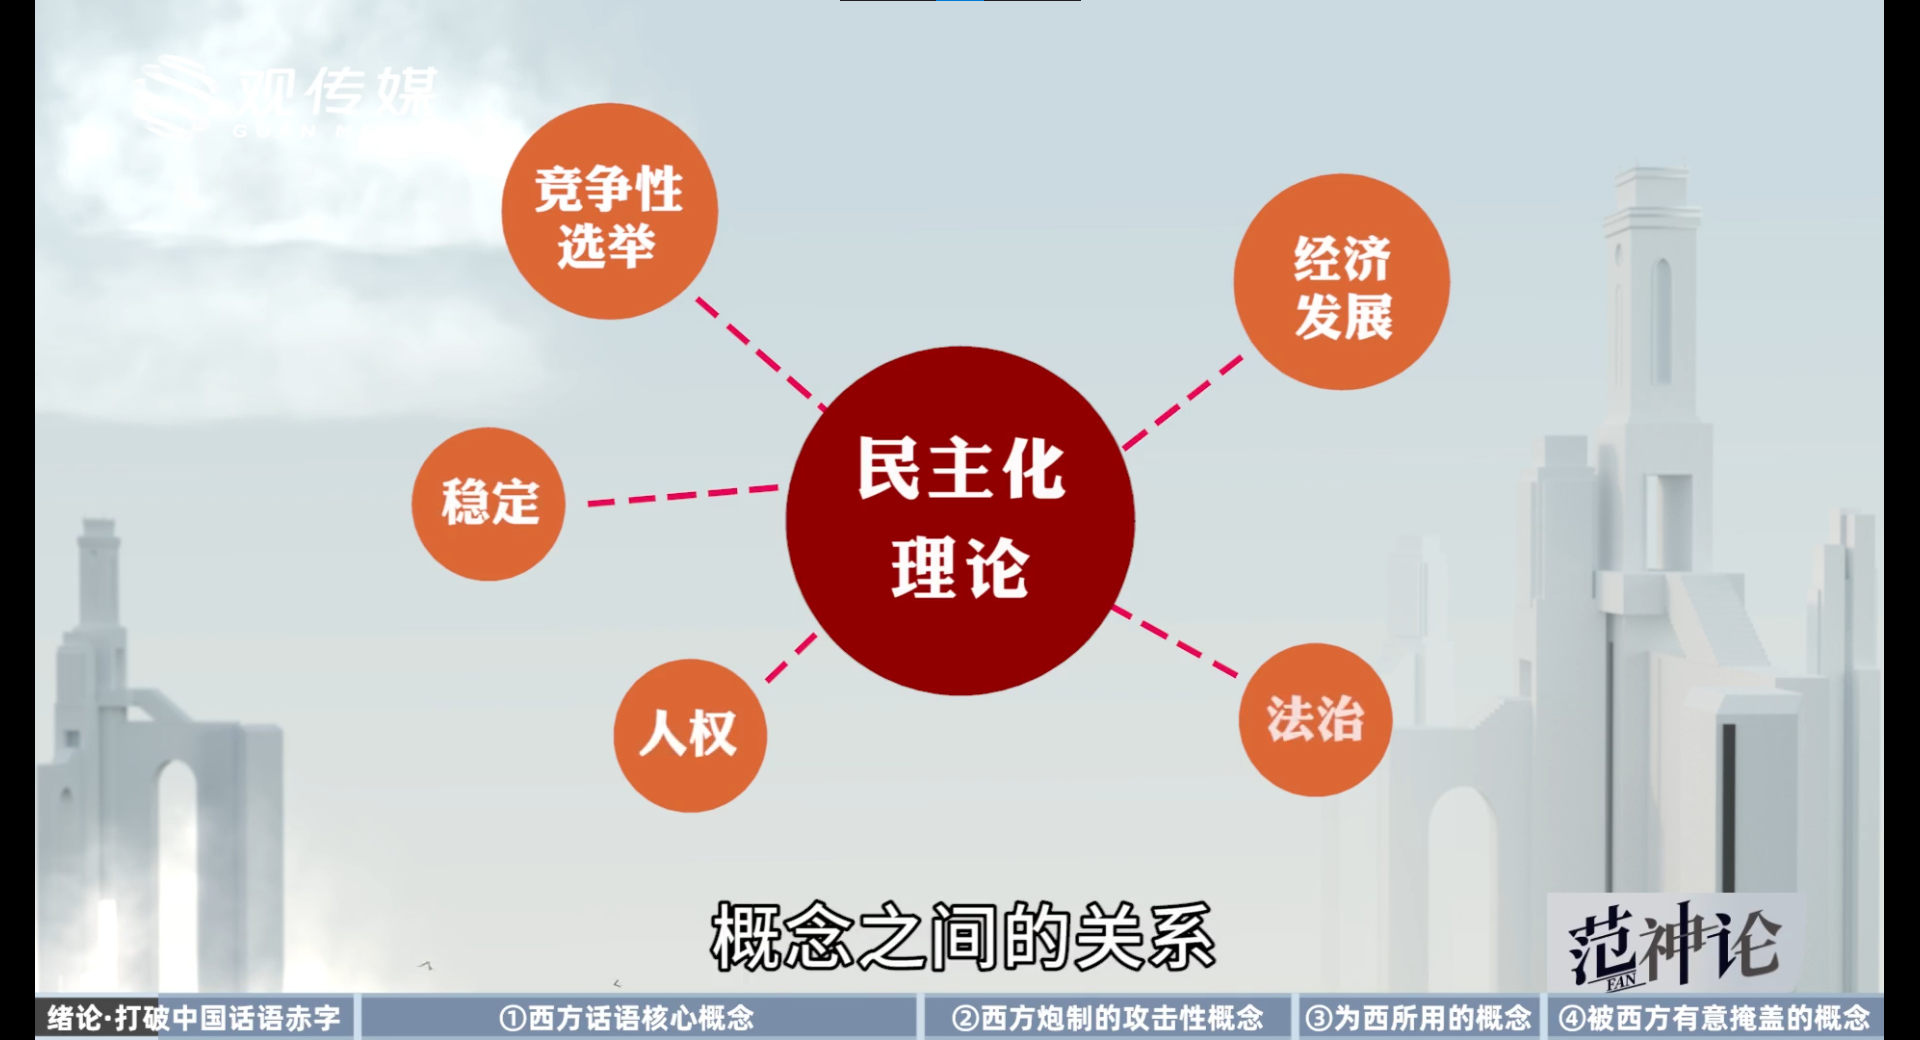 观传媒
竞争性
选举
经济
发展
民主化
理论
稳定
人权
法治
概念之间的关系
范神论
FAN
绪论·打破中国话语赤字
①西方话语核心概念
②西方炮制的攻击性概念
③为西所用的概念
④被西方有意掩盖的概念